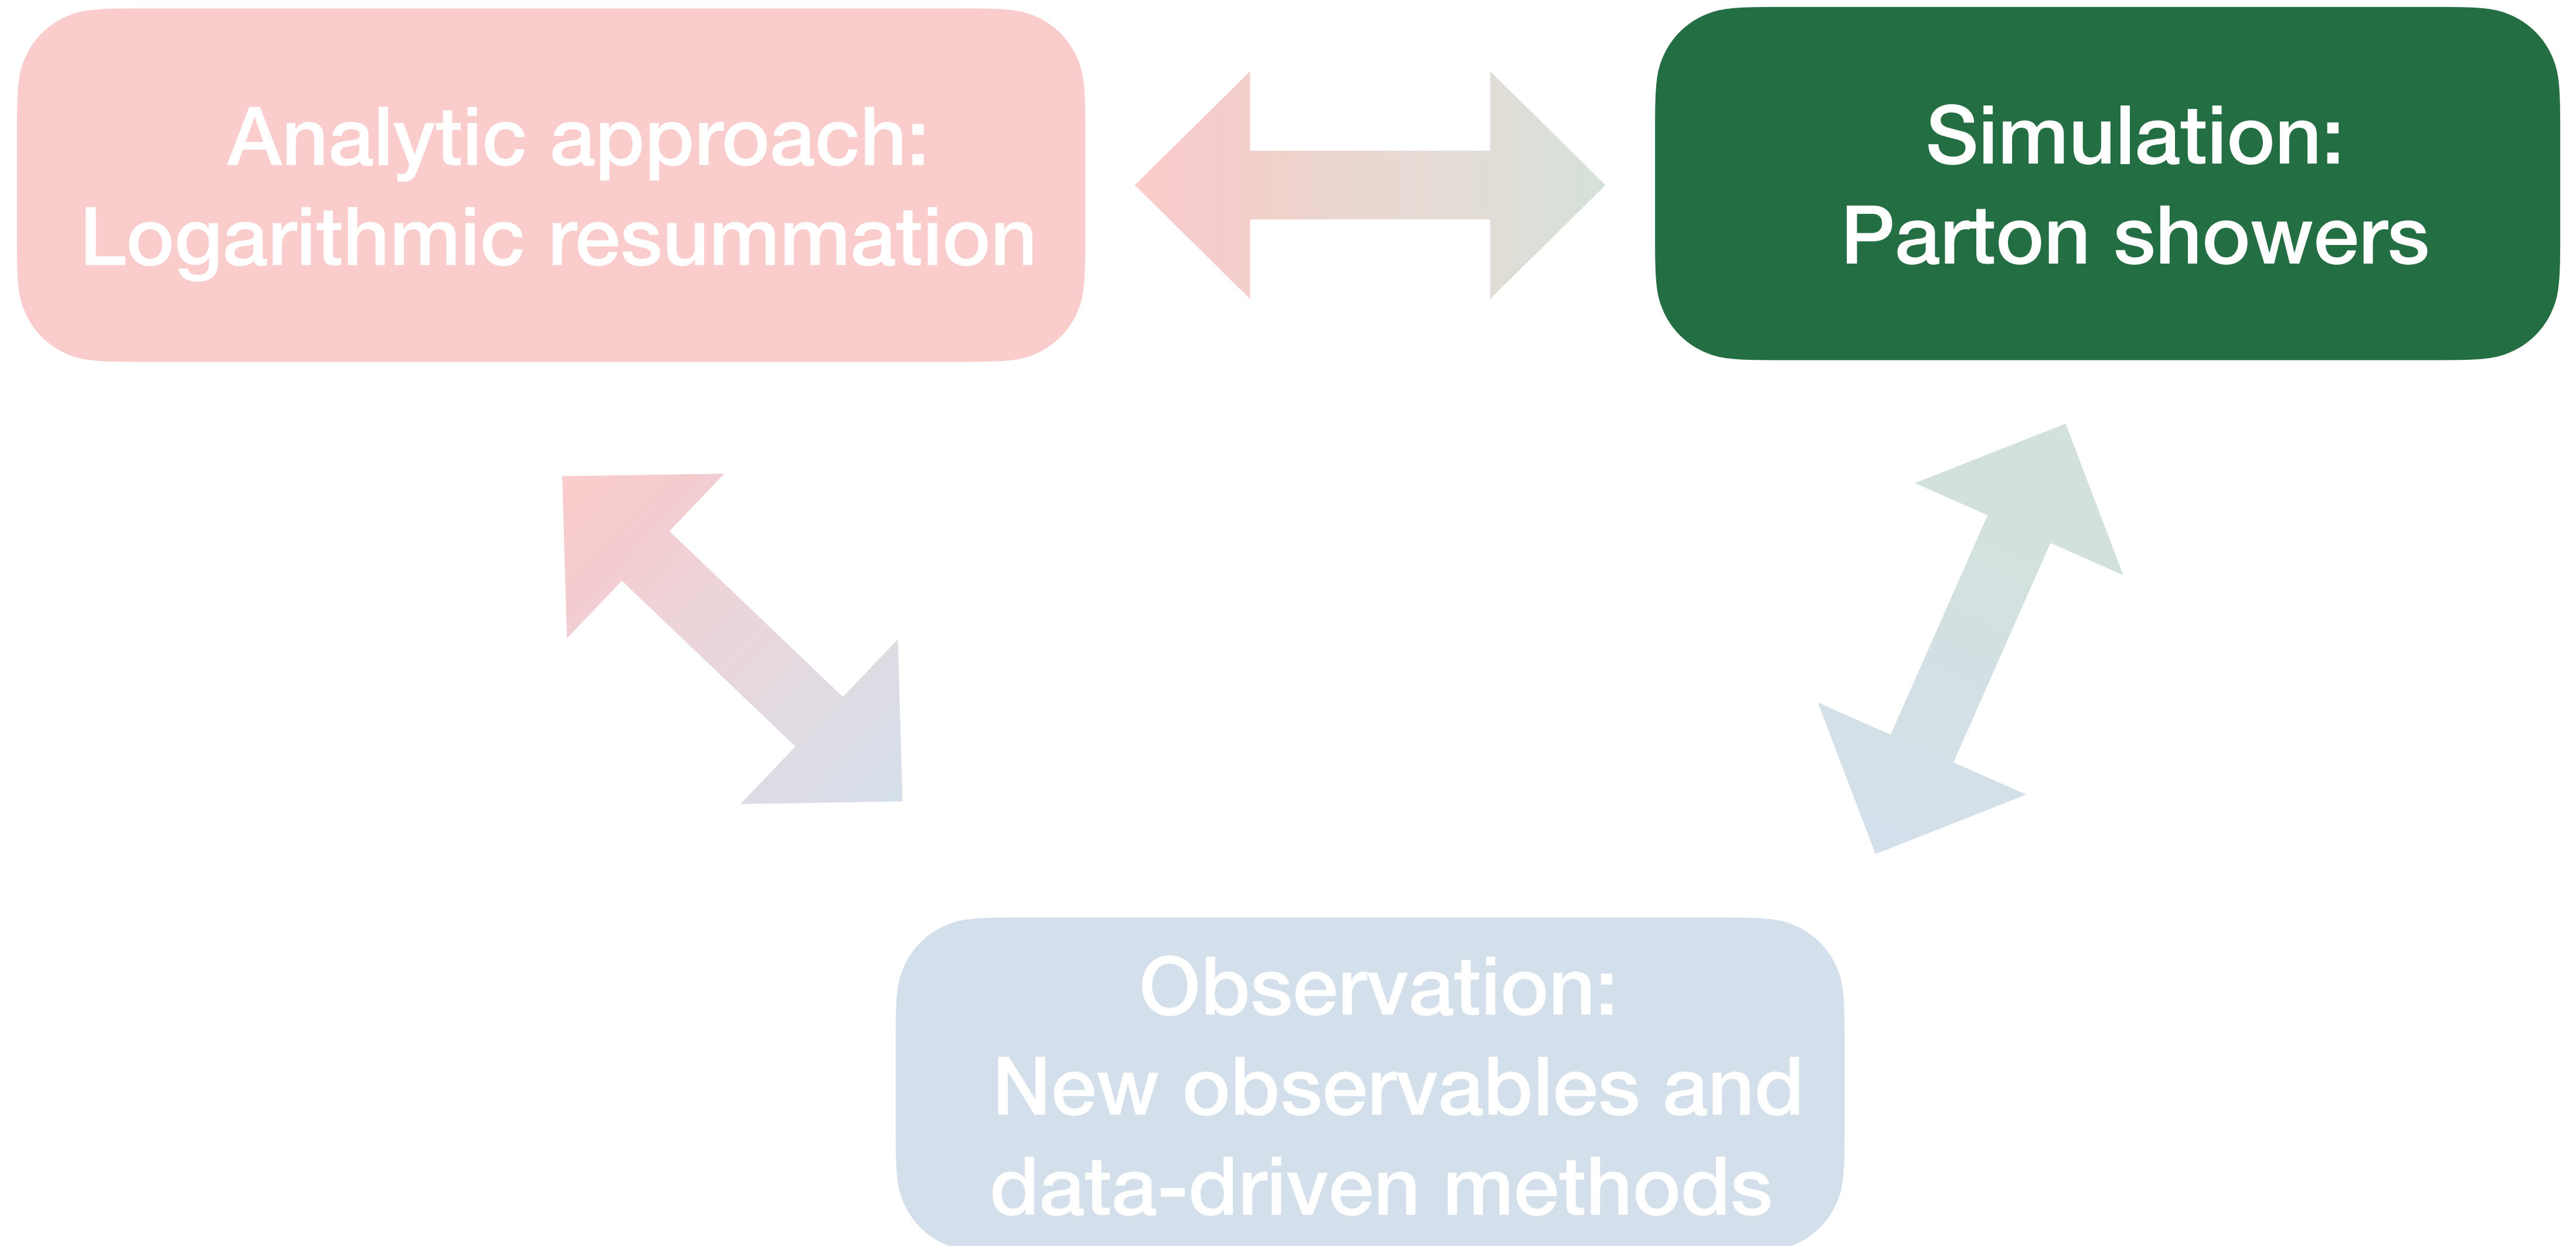 Analytic approach:
Logarithmic resummation
Simulation:
Parton showers
Observation:
New observables and
data-driven methods